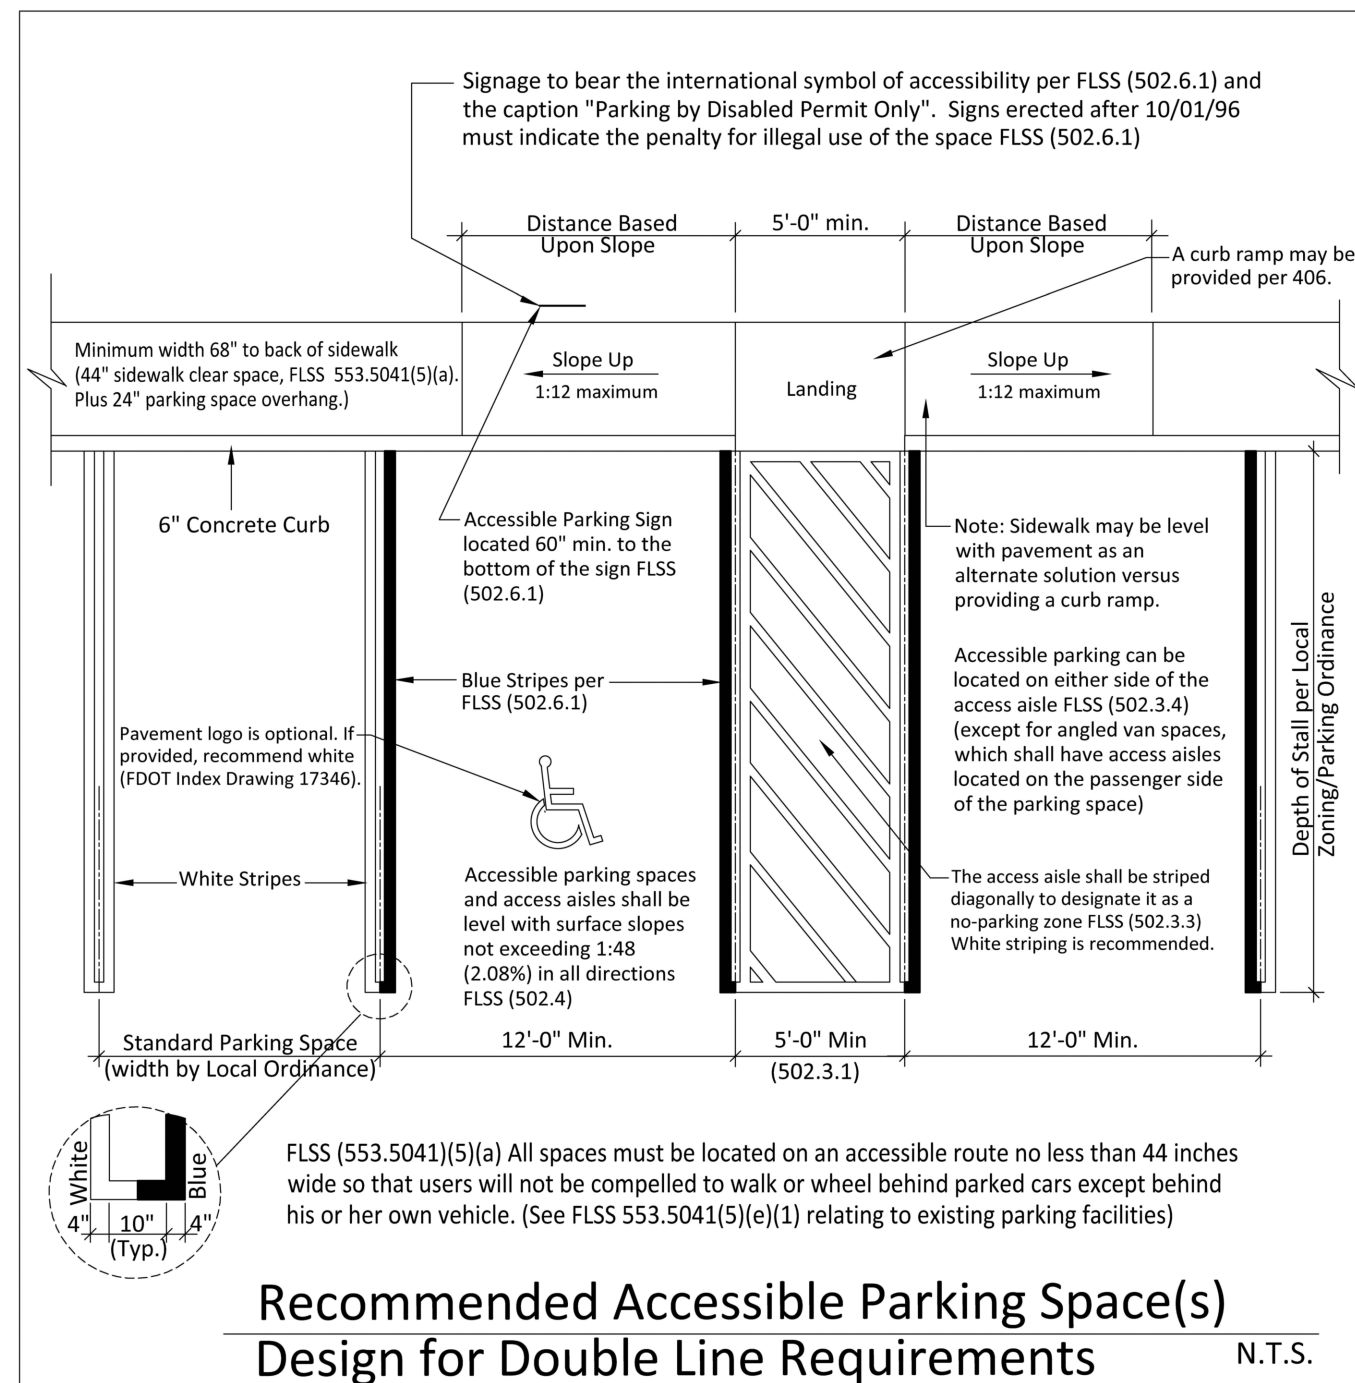 Signage to bear the international symbol of accessibility per FLSS (502.6.1) and
the caption "Parking by Disabled Permit Only".  Signs erected after 10/01/96
must indicate the penalty for illegal use of the space FLSS (502.6.1)
Distance Based
Upon Slope
5'-0" min.
Distance Based
Upon Slope
A curb ramp may be
provided per 406.
Minimum width 68" to back of sidewalk
(44" sidewalk clear space, FLSS  553.5041(5)(a).
Plus 24" parking space overhang.)
Slope Up
1:12 maximum
Landing
Slope Up
1:12 maximum
6" Concrete Curb
Accessible Parking Sign
located 60" min. to the
bottom of the sign FLSS
(502.6.1)
Note: Sidewalk may be level
with pavement as an
alternate solution versus
providing a curb ramp.
Blue Stripes per
FLSS (502.6.1)
Accessible parking can be
located on either side of the
access aisle FLSS (502.3.4)
(except for angled van spaces,
which shall have access aisles
located on the passenger side
of the parking space)
Depth of Stall per Local
Zoning/Parking Ordinance
Pavement logo is optional. If
provided, recommend white
(FDOT Index Drawing 17346).
White Stripes
Accessible parking spaces
and access aisles shall be
level with surface slopes
not exceeding 1:48
(2.08%) in all directions
FLSS (502.4)
The access aisle shall be striped
diagonally to designate it as a
no-parking zone FLSS (502.3.3)
White striping is recommended.
Standard Parking Space
(width by Local Ordinance)
12'-0" Min.
5'-0" Min
(502.3.1)
12'-0" Min.
White
Blue
4"
10"
4"
(Typ.)
FLSS (553.5041)(5)(a) All spaces must be located on an accessible route no less than 44 inches
wide so that users will not be compelled to walk or wheel behind parked cars except behind
his or her own vehicle. (See FLSS 553.5041(5)(e)(1) relating to existing parking facilities)
Recommended Accessible Parking Space(s)
Design for Double Line Requirements
N.T.S.